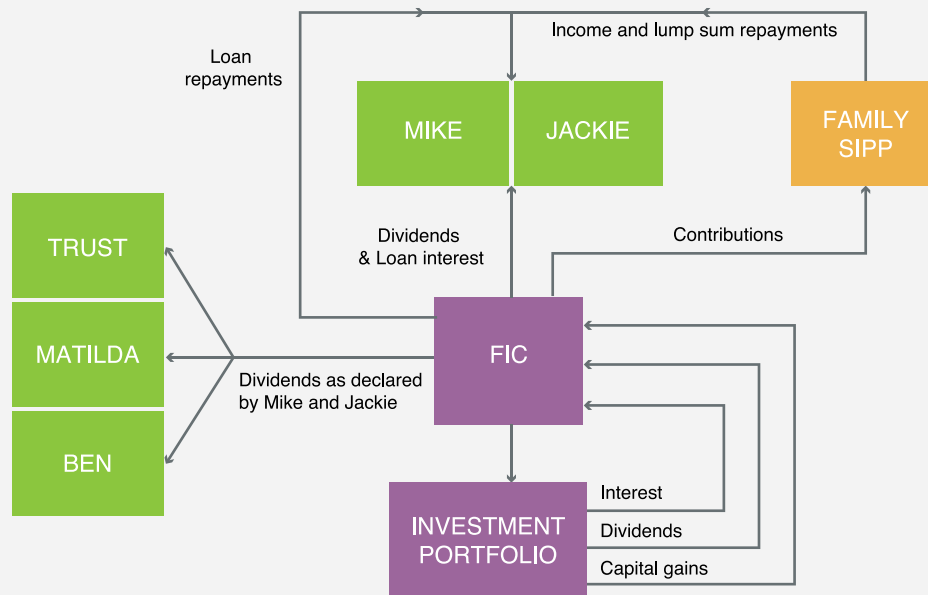 Loan
repayments
Income and lump sum repayments
MIKE
JACKIE
FAMILY
SIPP
TRUST
MATILDA
BEN
Dividends
& Loan interest
Contributions
FIC
Dividends as declared
by Mike and Jackie
INVESTMENT
PORTFOLIO
Interest
Dividends
Capital gains